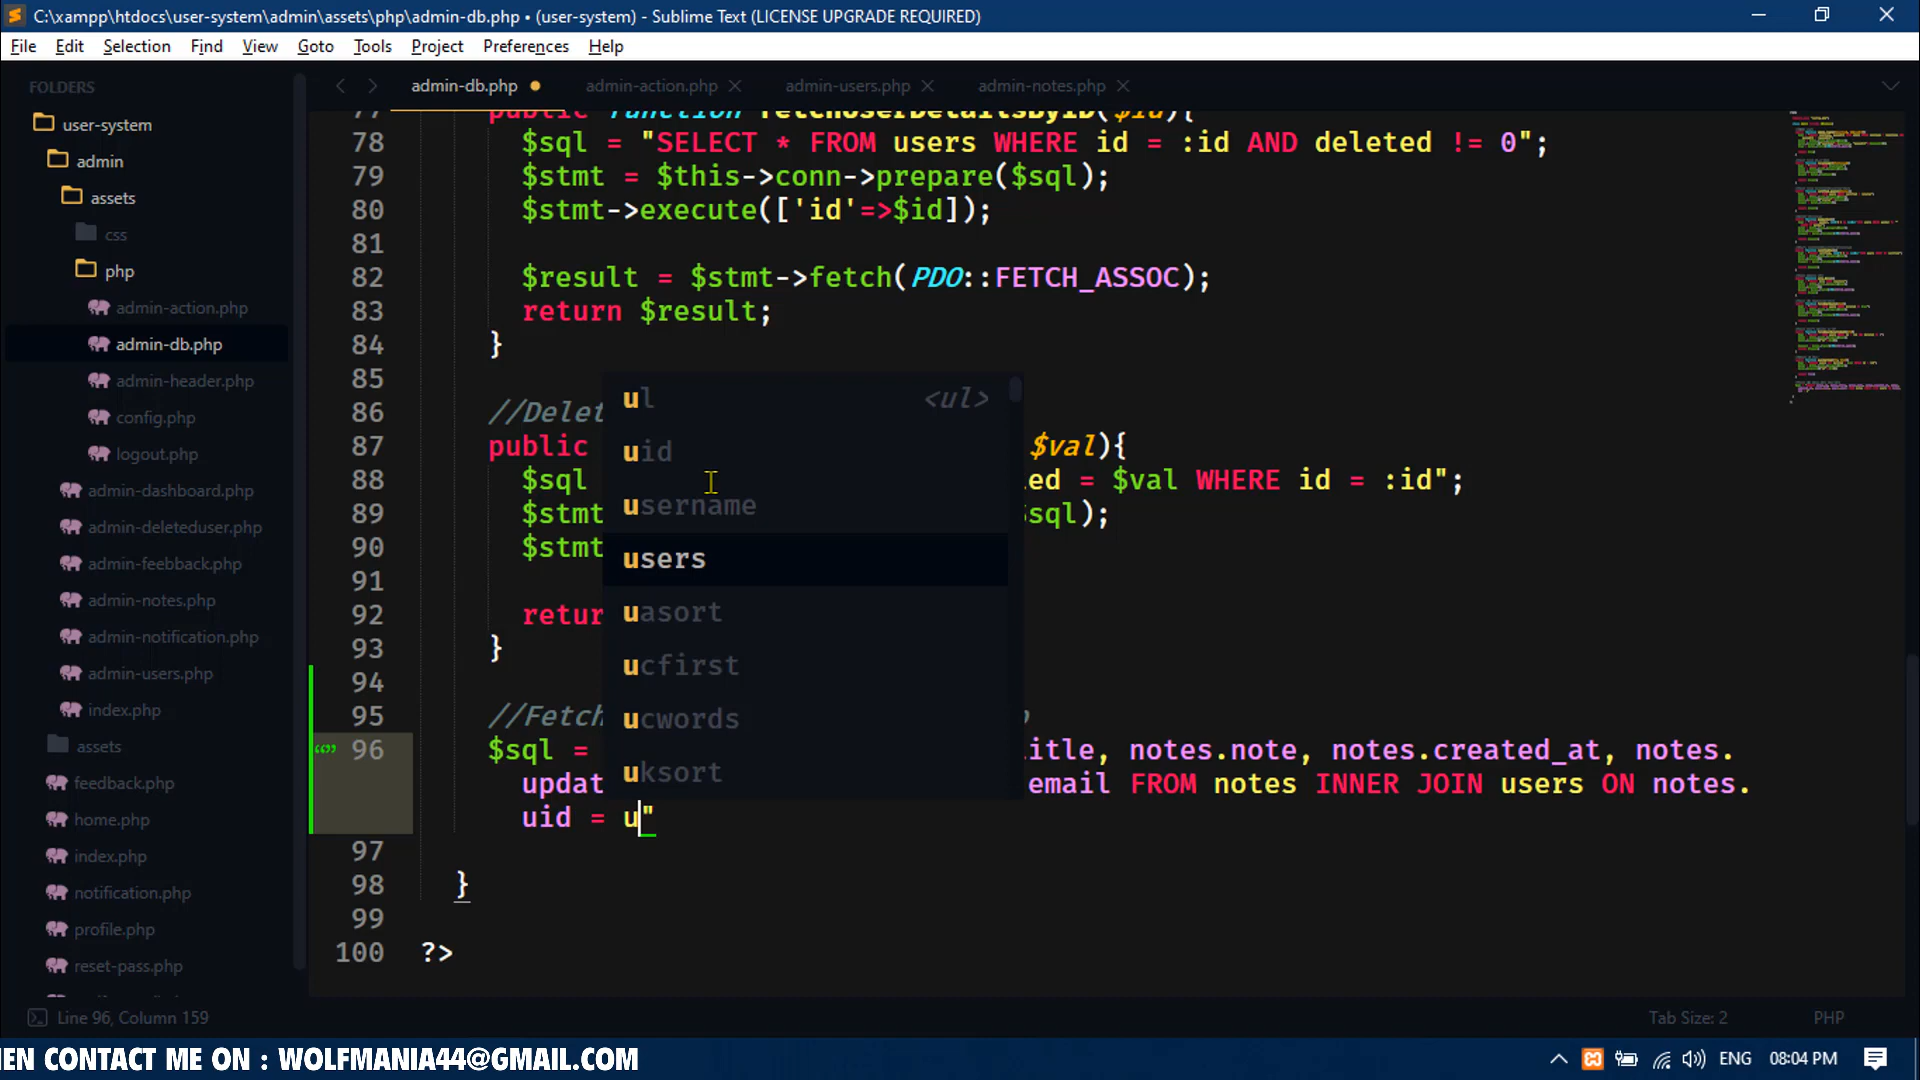 C:\xampp\htdocs\user-system\admin\assets\php\admin-db.php • (user-system) - Sublime Text (LICENSE UPGRADE REQUIRED)
File Edit Selection Find View Goto Tools Project Preferences Help
FOLDERS
user-system
admin
assets
css
php
admin-action.php
admin-db.php
admin-header.php
config.php
logout.php
admin-dashboard.php
admin-deleteduser.php
admin-feebback.php
admin-notes.php
admin-notification.php
admin-users.php
index.php
assets
feedback.php
home.php
index.php
notification.php
profile.php
reset-pass.php
admin-db.php admin-action.php admin-users.php admin-notes.php
77 public function fetchUserDetailsByID($id){
78 $sql = "SELECT * FROM users WHERE id = :id AND deleted != 0";
79 $stmt = $this->conn->prepare($sql);
80 $stmt->execute(['id'=>$id]);
81
82 $result = $stmt->fetch(PDO::FETCH_ASSOC);
83 return $result;
84 }
85
86 //Delet
87 public $val){
88 $sql ed = $val WHERE id = :id";
89 $stmt sql);
90 $stmt
91
92 retur
93 }
94
95 //Fetch
96 $sql = itle, notes.note, notes.created_at, notes.
updat email FROM notes INNER JOIN users ON notes.
uid = u"
97
98 }
99
100 ?>
ul <ul>
uid
username
users
uasort
ucfirst
ucwords
uksort
Line 96, Column 159
Tab Size: 2 PHP
EN CONTACT ME ON : WOLFMANIA44@GMAIL.COM
ENG 08:04 PM